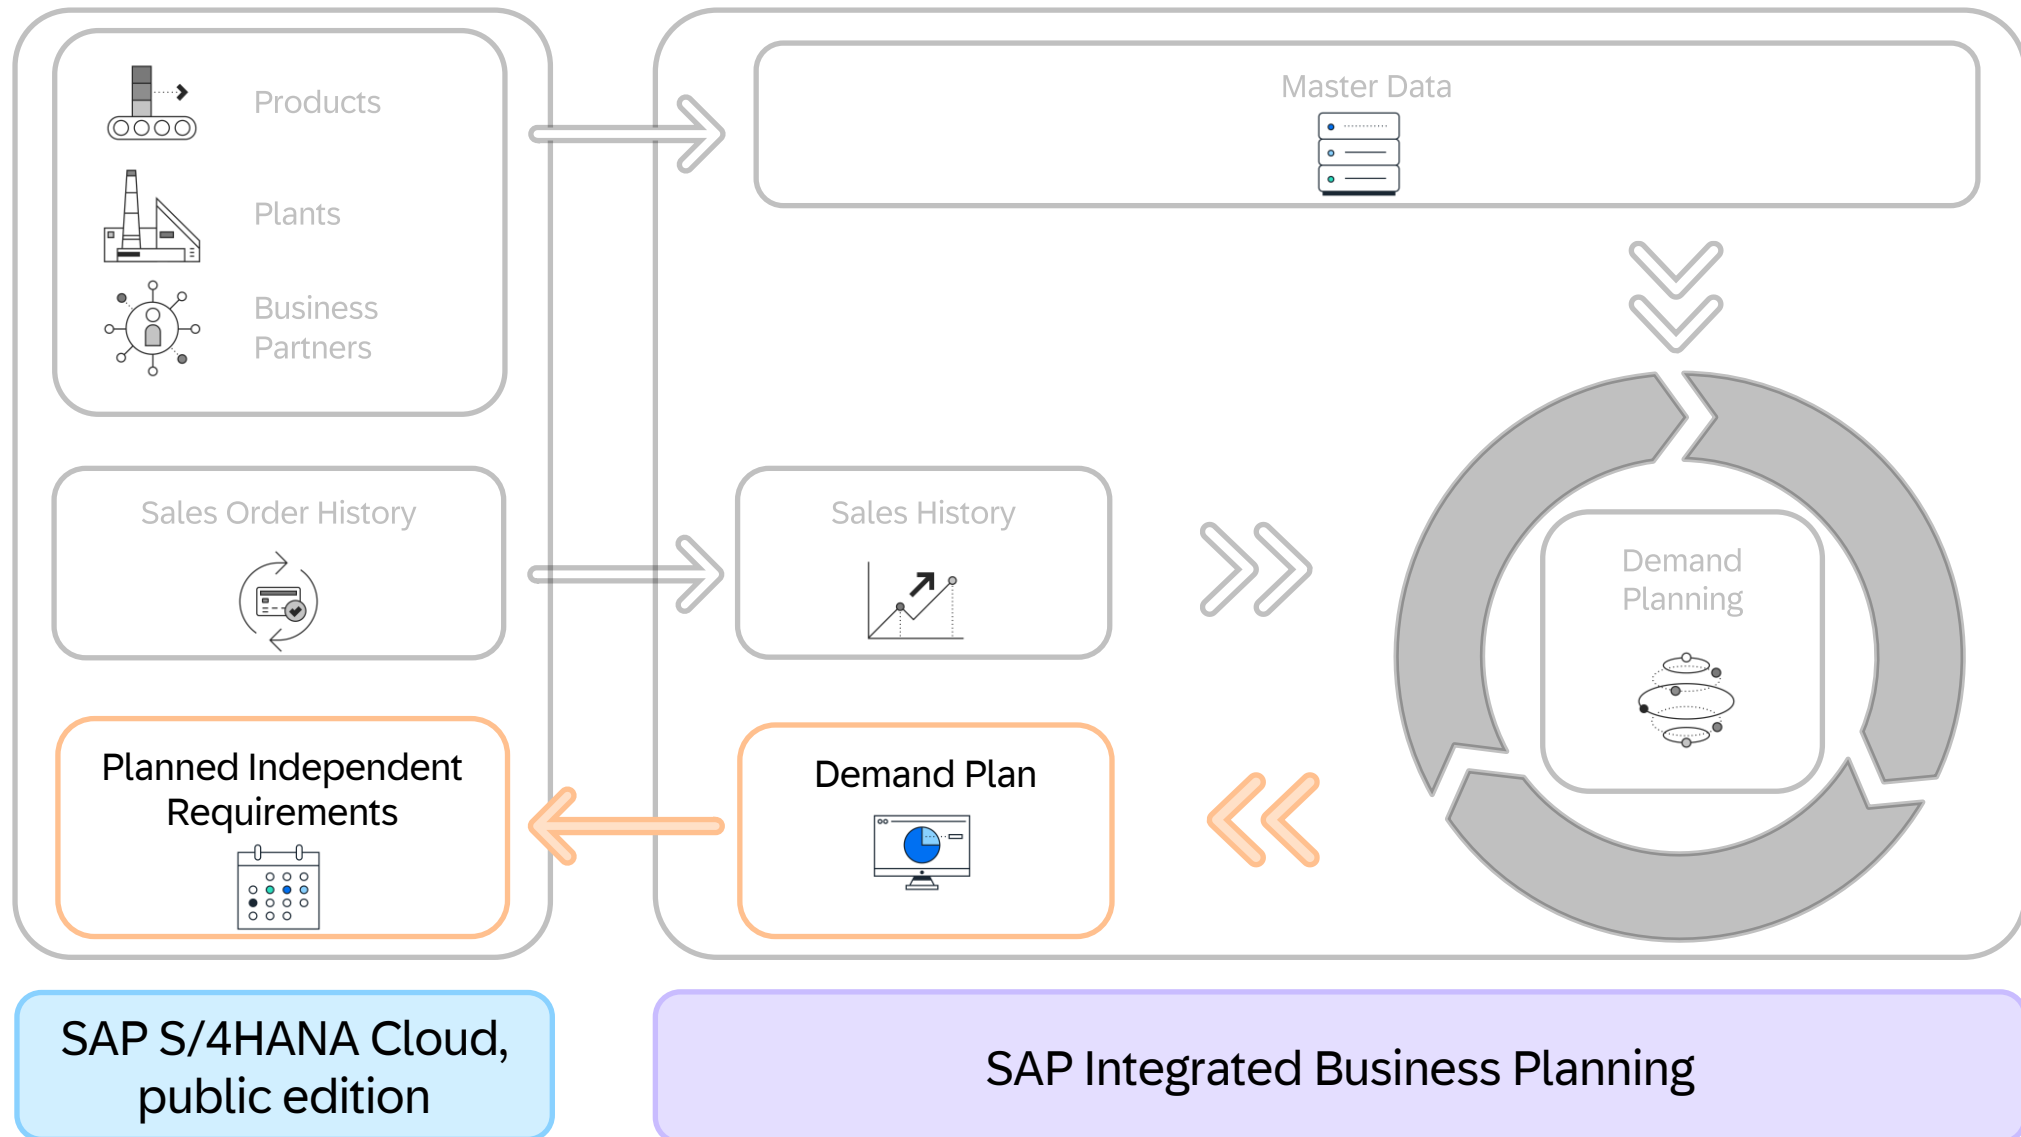 Products
Plants
Business
Partners
Master Data
Sales Order History
Sales History
Demand
Planning
Planned Independent
Requirements
Demand Plan
SAP S/4HANA Cloud,
public edition
SAP Integrated Business Planning